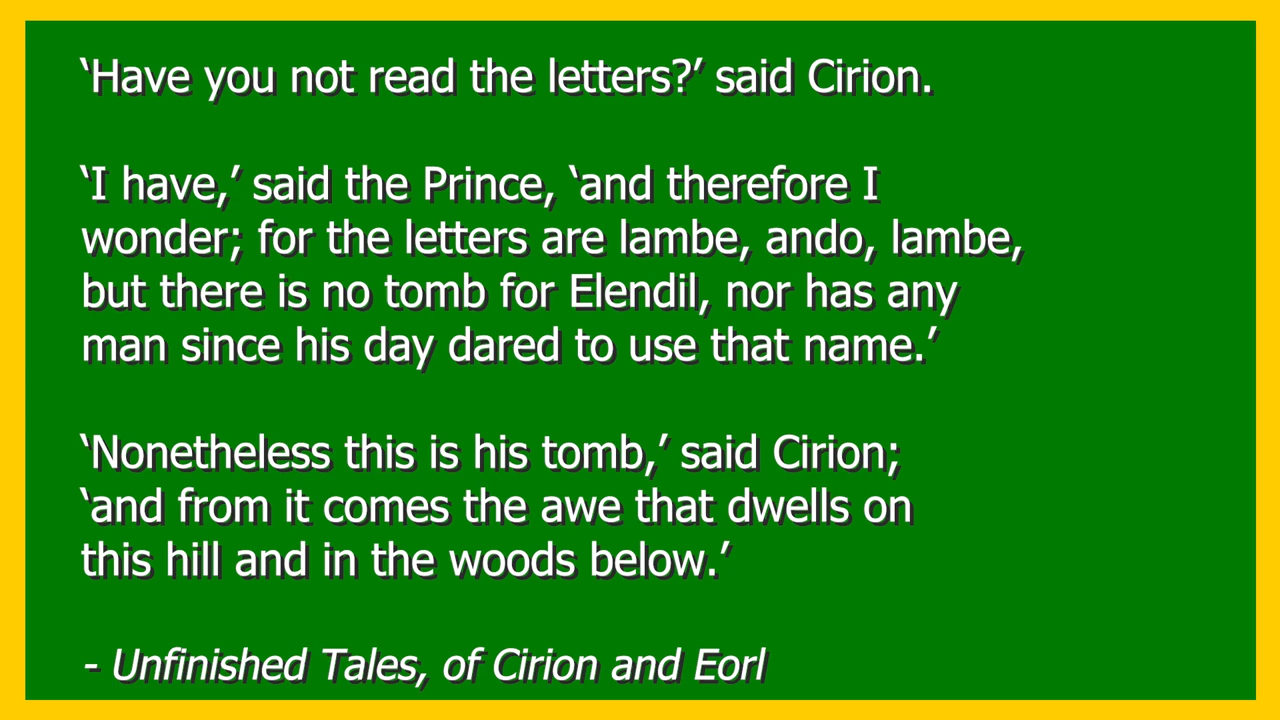 ‘Have you not read the letters?’ said Cirion.
‘I have,’ said the Prince, ‘and therefore I
wonder; for the letters are lambe, ando, lambe,
but there is no tomb for Elendil, nor has any
man since his day dared to use that name.’
‘Nonetheless this is his tomb,’ said Cirion;
‘and from it comes the awe that dwells on
this hill and in the woods below.’
- Unfinished Tales, of Cirion and Eorl